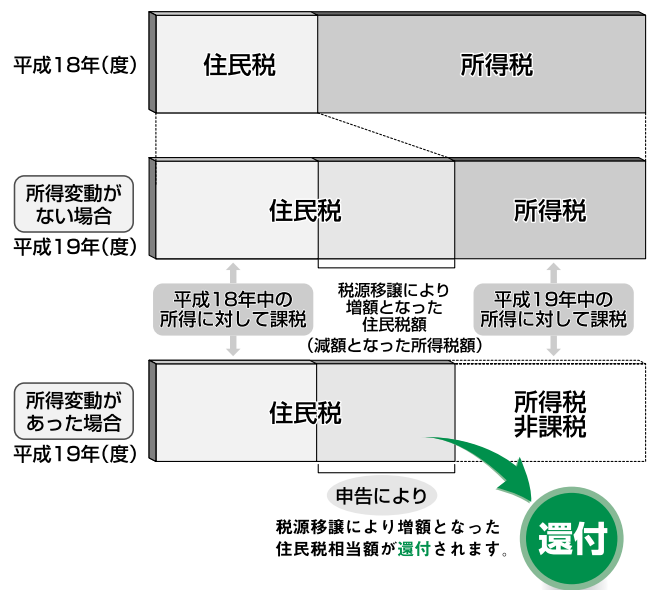 平成18年（度）
住民税
所得税
所得変動が
ない場合
平成19年（度）
住民税
所得税
平成18年中の
所得に対して課税
税源移譲により
増額となった
住民税額
（減額となった所得税額）
平成19年中の
所得に対して課税
所得変動が
あった場合
平成19年（度）
住民税
所得税
非課税
申告により
税源移譲により増額となった
住民税相当額が還付されます。
還付